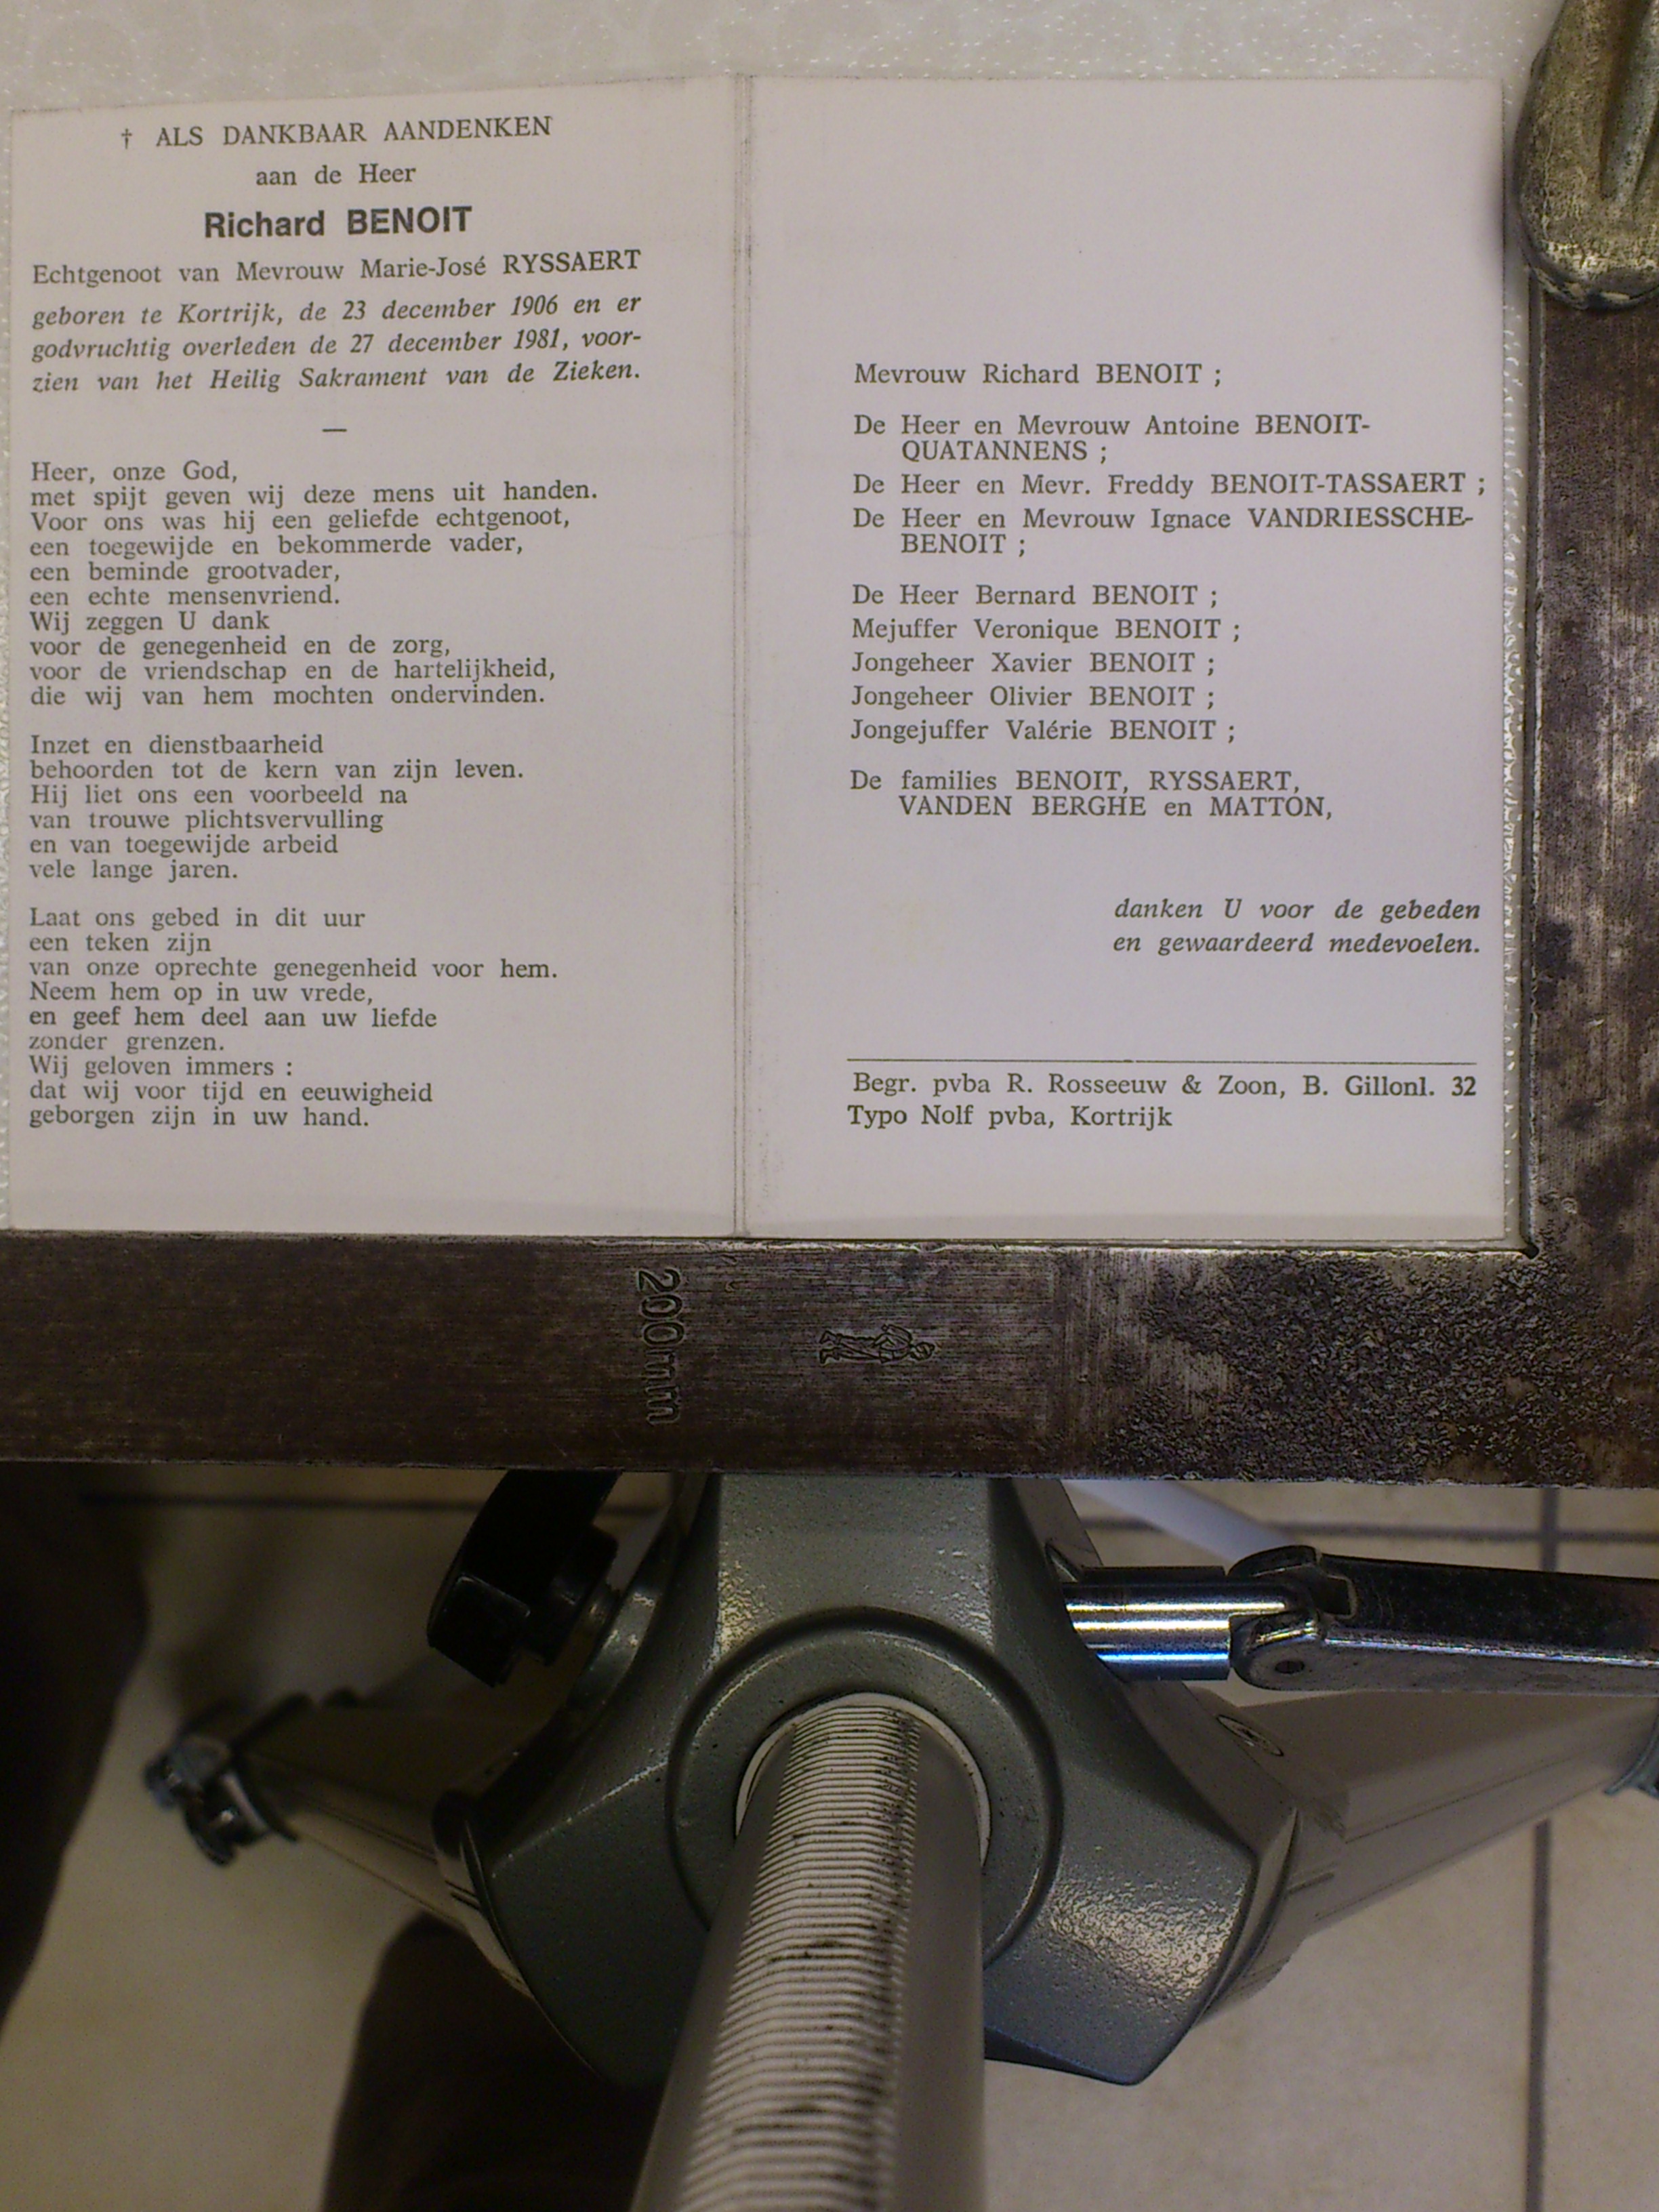 † ALS DANKBAAR AANDENKEN
aan de Heer
Richard BENOIT
Echtgenoot van Mevrouw Marie-José RYSSAERT
geboren te Kortrijk, de 23 december 1906 en er
godvruchtig overleden de 27 december 1981, voor-
zien van het Heilig Sakrament van de Zieken.
—
Heer, onze God,
met spijt geven wij deze mens uit handen.
Voor ons was hij een geliefde echtgenoot,
een toegewijde en bekommerde vader,
een beminde grootvader,
een echte mensenvriend.
Wij zeggen U dank
voor de genegenheid en de zorg,
voor de vriendschap en de hartelijkheid,
die wij van hem mochten ondervinden.
Inzet en dienstbaarheid
behoorden tot de kern van zijn leven.
Hij liet ons een voorbeeld na
van trouwe plichtsvervulling
en van toegewijde arbeid
vele lange jaren.
Laat ons gebed in dit uur
een teken zijn
van onze oprechte genegenheid voor hem.
Neem hem op in uw vrede,
en geef hem deel aan uw liefde
zonder grenzen.
Wij geloven immers :
dat wij voor tijd en eeuwigheid
geborgen zijn in uw hand.
Mevrouw Richard BENOIT ;
De Heer en Mevrouw Antoine BENOIT-
QUATANNENS ;
De Heer en Mevr. Freddy BENOIT-TASSAERT ;
De Heer en Mevrouw Ignace VANDRIESSCHE-
BENOIT ;
De Heer Bernard BENOIT ;
Mejuffer Veronique BENOIT ;
Jongeheer Xavier BENOIT ;
Jongeheer Olivier BENOIT ;
Jongejuffer Valérie BENOIT ;
De families BENOIT, RYSSAERT,
VANDEN BERGHE en MATTON,
danken U voor de gebeden
en gewaardeerd medevoelen.
Begr. pvba R. Rosseeuw & Zoon, B. Gillonl. 32
Typo Nolf pvba, Kortrijk
200mm